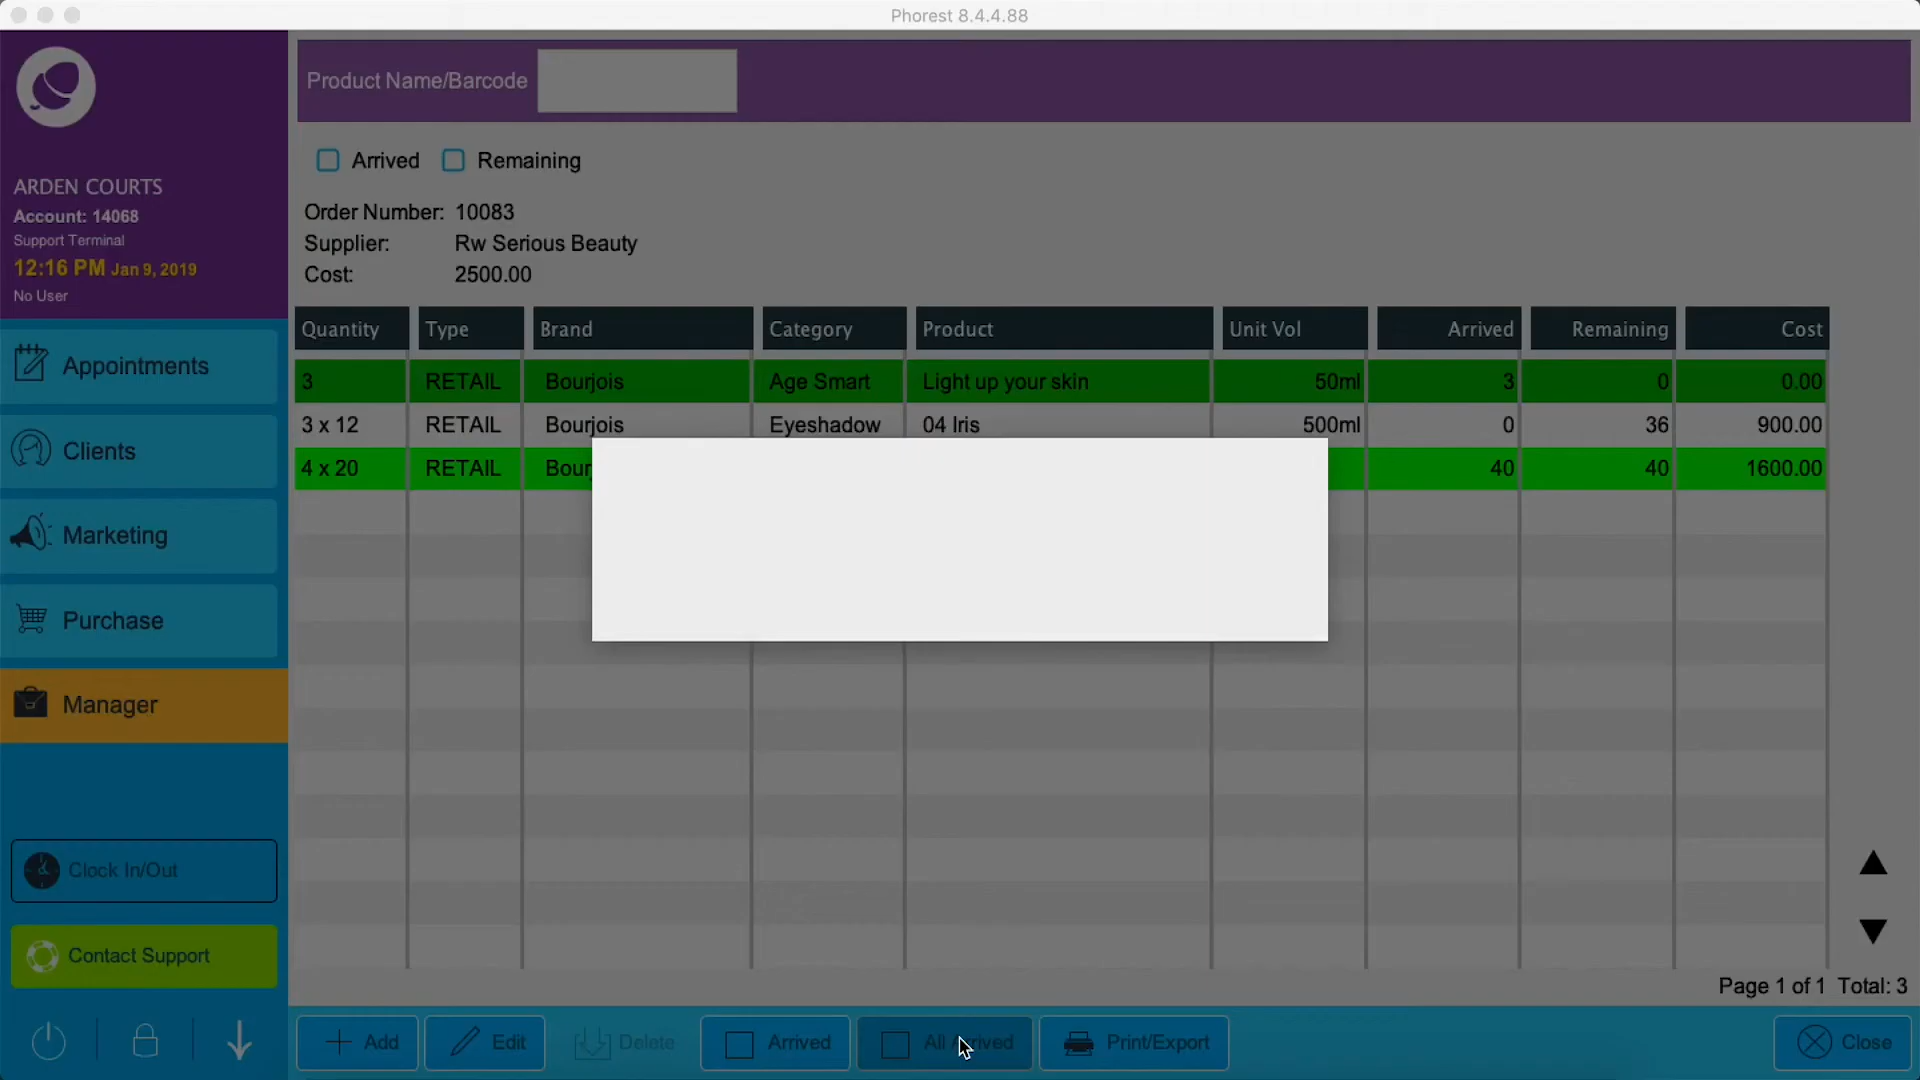 Phorest 8.4.4.88
Product Name/Barcode
Arrived Remaining
ARDEN COURTS
Account: 14068
Support Terminal
12:16 PM Jan 9, 2019
No User
Order Number: 10083
Supplier: Rw Serious Beauty
Cost: 2500.00
Quantity Type Brand Category Product Unit Vol Arrived Remaining Cost
3 RETAIL Bourjois Age Smart Light up your skin 50ml 3 0 0.00
3 x 12 RETAIL Bourjois Eyeshadow 04 Iris 500ml 0 36 900.00
4 x 20 RETAIL 40 40 1600.00
Appointments
Clients
Marketing
Purchase
Manager
Clock In/Out
Contact Support
Page 1 of 1 Total: 3
Add Edit Delete Arrived All Arrived Print/Export Close